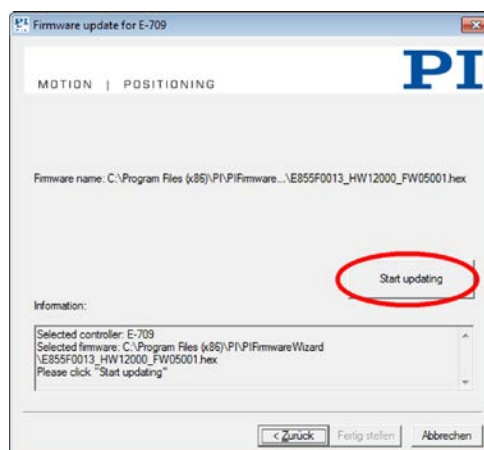 Firmware update for E-709
PI
MOTION | POSITIONING
Firmware name: C:\Program Files (x86)\PI\PIFirmware...\E855F0013_HW12000_FW05001.hex
Start updating
Information:
Selected controller: E-709
Selected firmware: C:\Program Files (x86)\PI\PIFirmwareWizard
\E855F0013_HW12000_FW05001.hex
Please click "Start updating"
< Zurück Fertig stellen Abbrechen